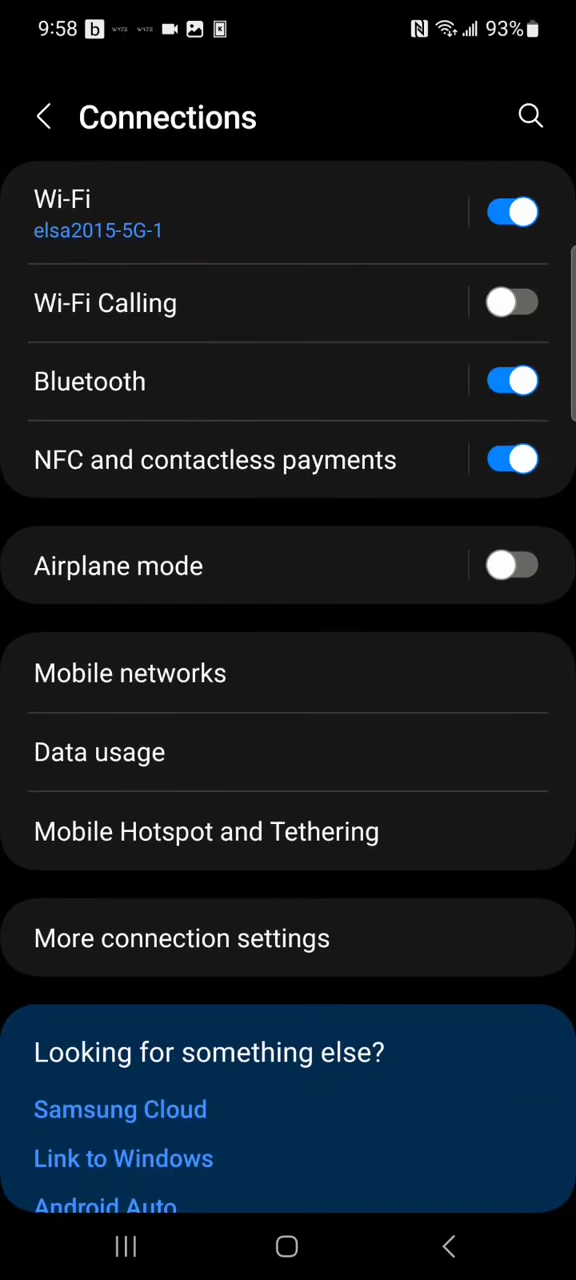 9:58 b WYZE WYZE K 93%
Connections
Wi-Fi
elsa2015-5G-1
Wi-Fi Calling
Bluetooth
NFC and contactless payments
Airplane mode
Mobile networks
Data usage
Mobile Hotspot and Tethering
More connection settings
Looking for something else?
Samsung Cloud
Link to Windows
Android Auto